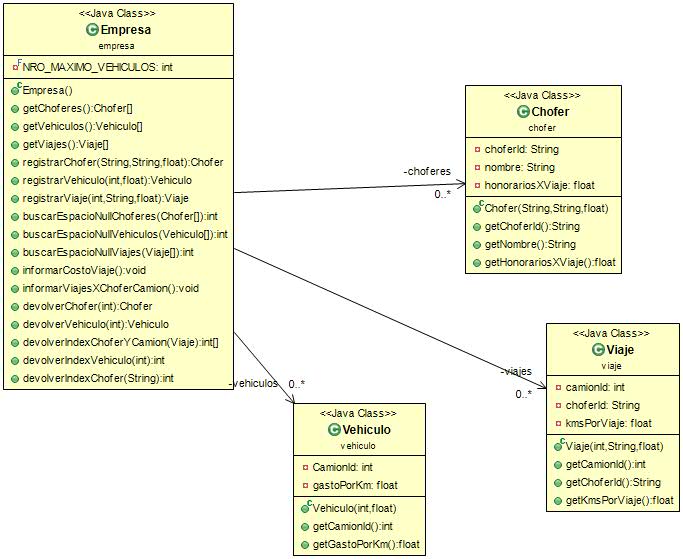 <<Java Class>>
Empresa
empresa
NRO_MAXIMO_VEHICULOS: int
Empresa()
getChoferes():Chofer[]
getVehiculos():Vehiculo[]
getViajes():Viaje[]
registrarChofer(String,String,float):Chofer
registrarVehiculo(int,float):Vehiculo
registrarViaje(int,String,float):Viaje
buscarEspacioNullChoferes(Chofer[]):int
buscarEspacioNullVehiculos(Vehiculo[]):int
buscarEspacioNullViajes(Viaje[]):int
informarCostoViaje():void
informarViajesXChoferCamion():void
devolverChofer(int):Chofer
devolverVehiculo(int):Vehiculo
devolverIndexChoferYCamion(Viaje):int[]
devolverIndexVehiculo(int):int
devolverIndexChofer(String):int
-choferes
0..*
<<Java Class>>
Chofer
chofer
choferId: String
nombre: String
honorariosXViaje: float
Chofer(String,String,float)
getChoferId():String
getNombre():String
getHonorariosXViaje():float
-viajes
0..*
<<Java Class>>
Viaje
viaje
camionId: int
choferId: String
kmsPorViaje: float
Viaje(int,String,float)
getCamionId():int
getChoferId():String
getKmsPorViaje():float
-vehiculos
0..*
<<Java Class>>
Vehiculo
vehiculo
CamionId: int
gastoPorKm: float
Vehiculo(int,float)
getCamionId():int
getGastoPorKm():float